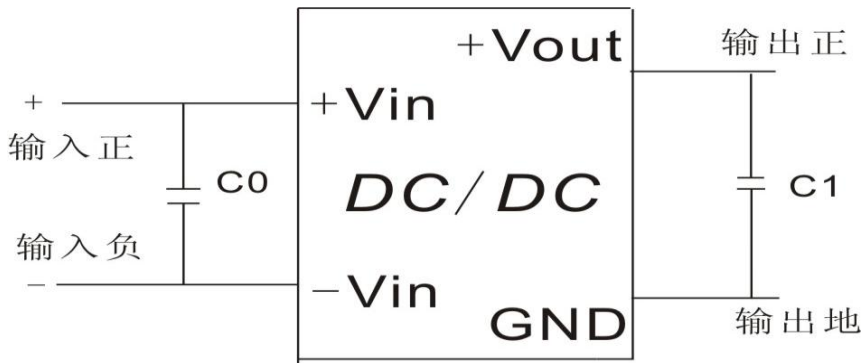 +Vout
输出正
+
+Vin
输入正
C0
DC/DC
C1
输入负
−
−Vin
GND
输出地